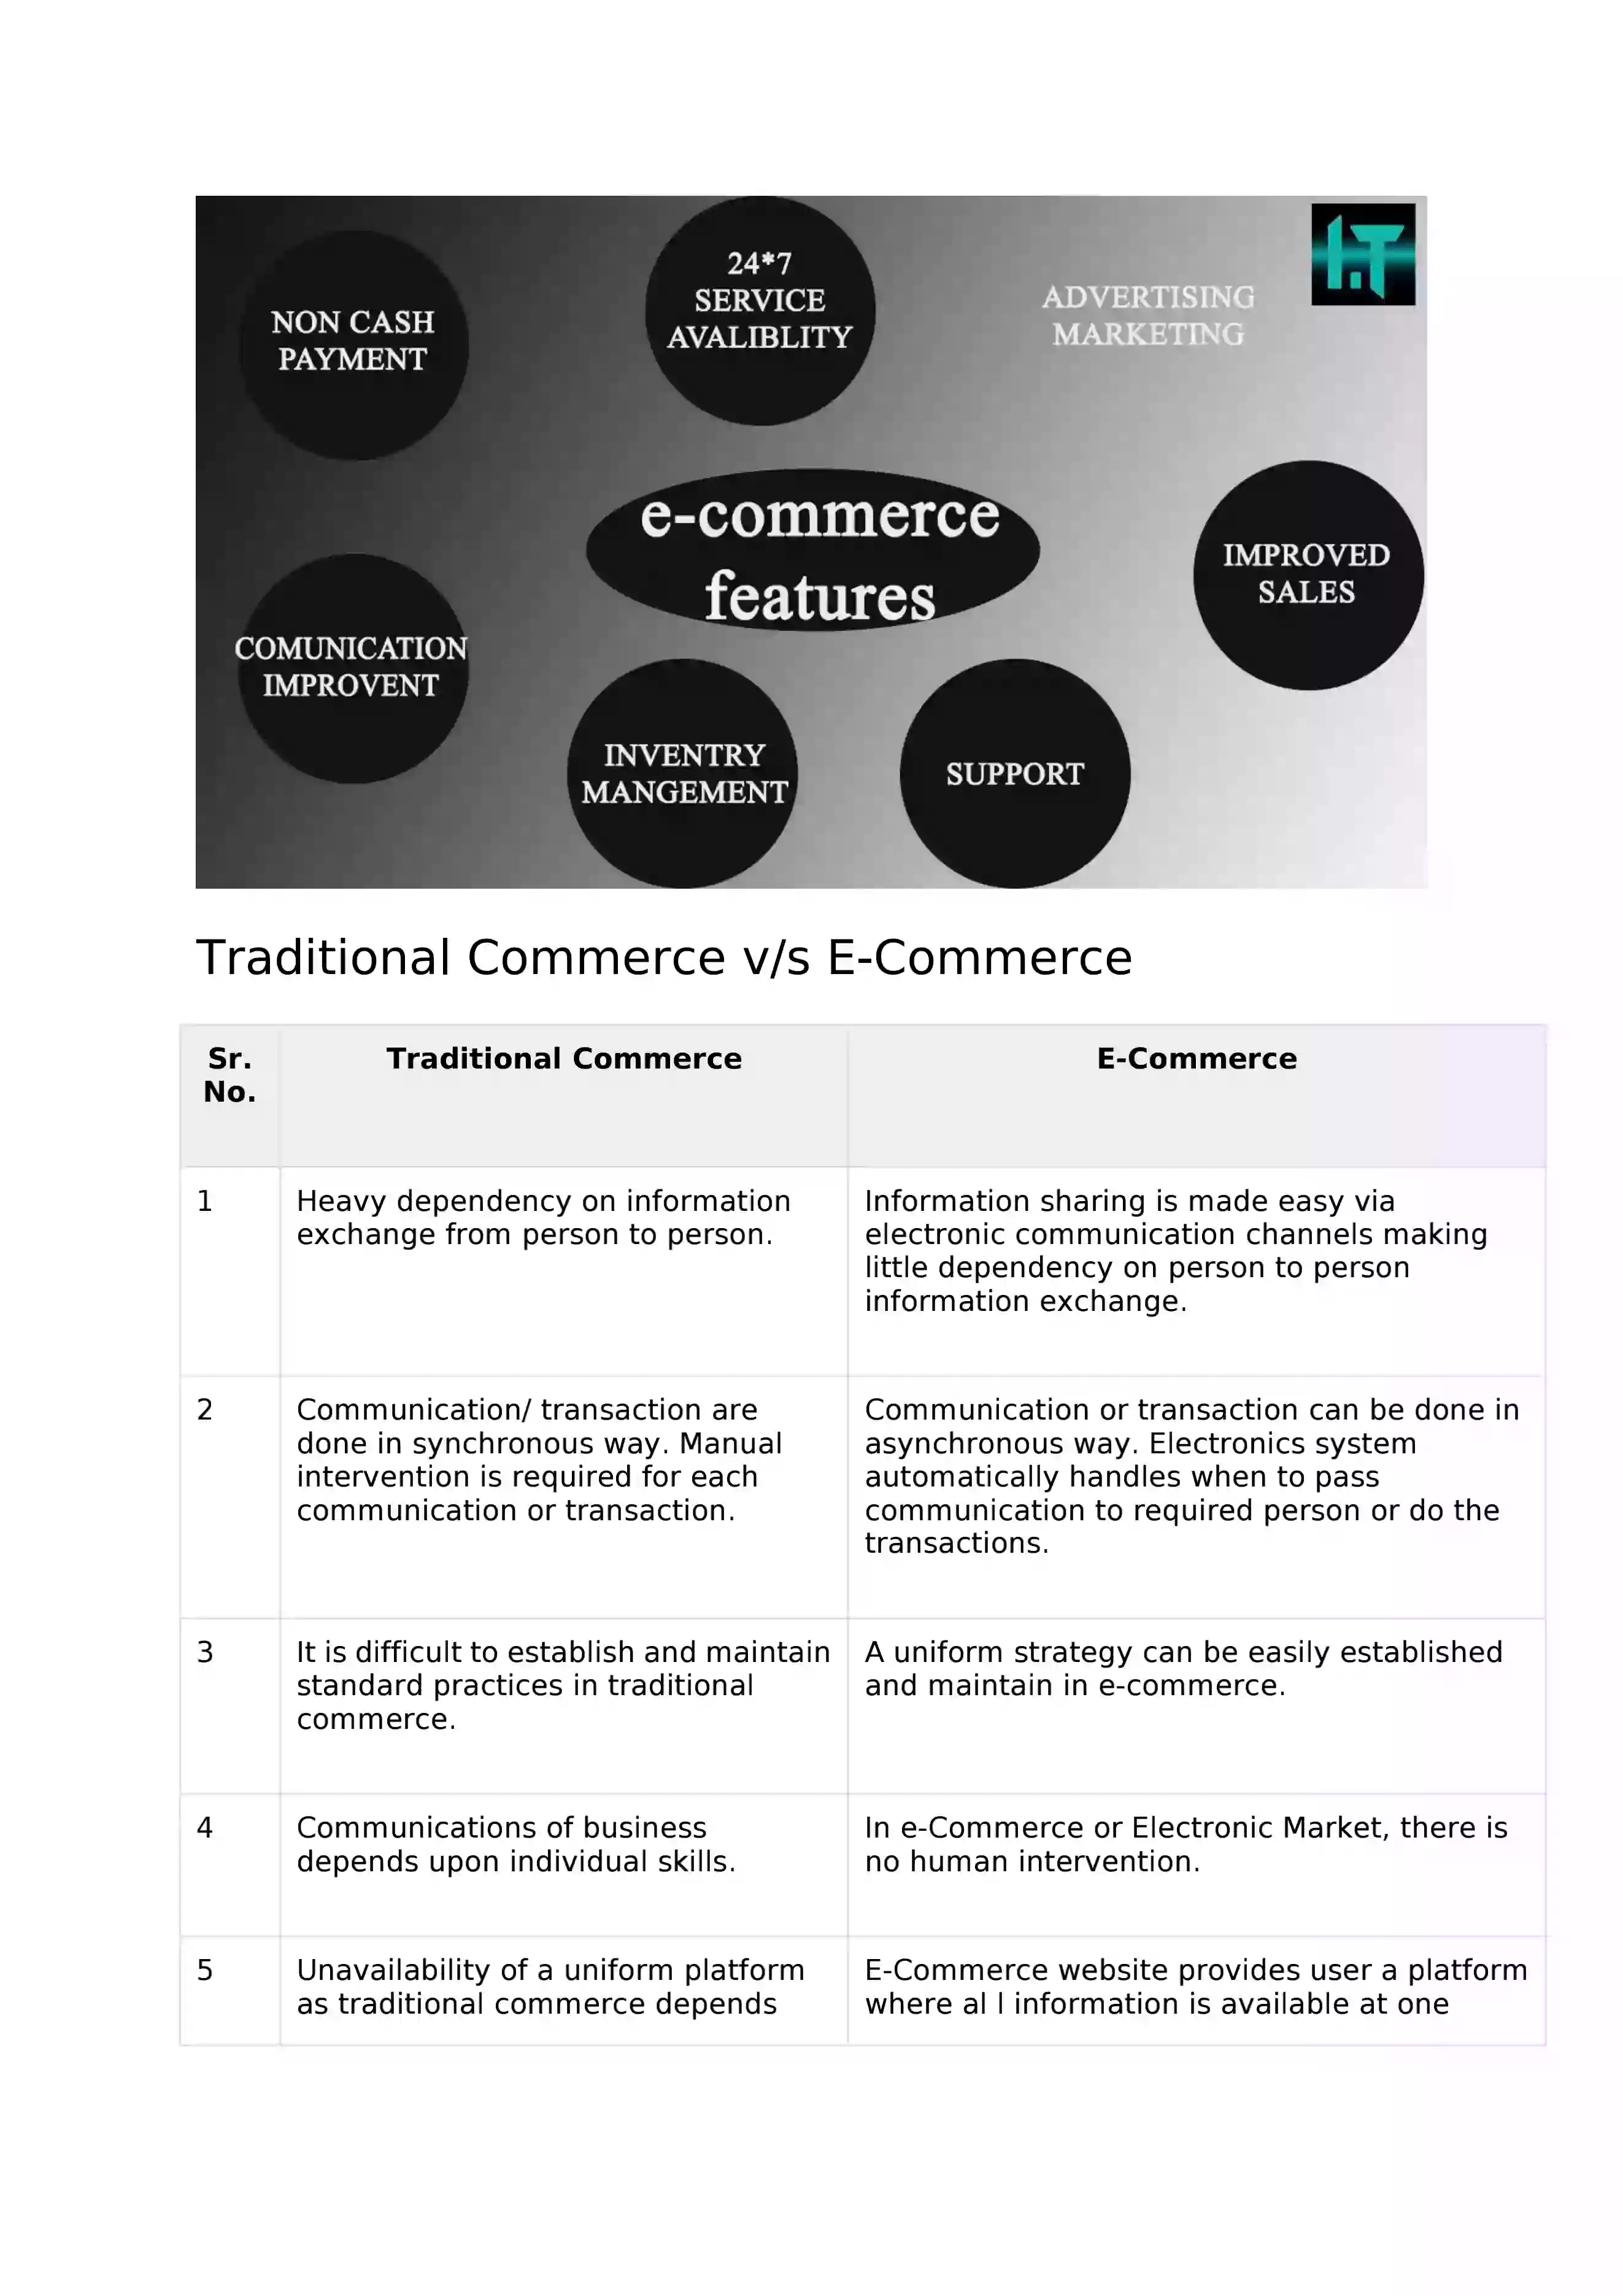 NON CASH
PAYMENT
24*7
SERVICE
AVALIBLITY
ADVERTISING
MARKETING
I.T
e-commerce
features
IMPROVED
SALES
COMUNICATION
IMPROVENT
INVENTRY
MANGEMENT
SUPPORT
Traditional Commerce v/s E-Commerce
Sr.
No.
Traditional Commerce
E-Commerce
1
Heavy dependency on information
exchange from person to person.
Information sharing is made easy via
electronic communication channels making
little dependency on person to person
information exchange.
2
Communication/ transaction are
done in synchronous way. Manual
intervention is required for each
communication or transaction.
Communication or transaction can be done in
asynchronous way. Electronics system
automatically handles when to pass
communication to required person or do the
transactions.
3
It is difficult to establish and maintain
standard practices in traditional
commerce.
A uniform strategy can be easily established
and maintain in e-commerce.
4
Communications of business
depends upon individual skills.
In e-Commerce or Electronic Market, there is
no human intervention.
5
Unavailability of a uniform platform
as traditional commerce depends
E-Commerce website provides user a platform
where al l information is available at one